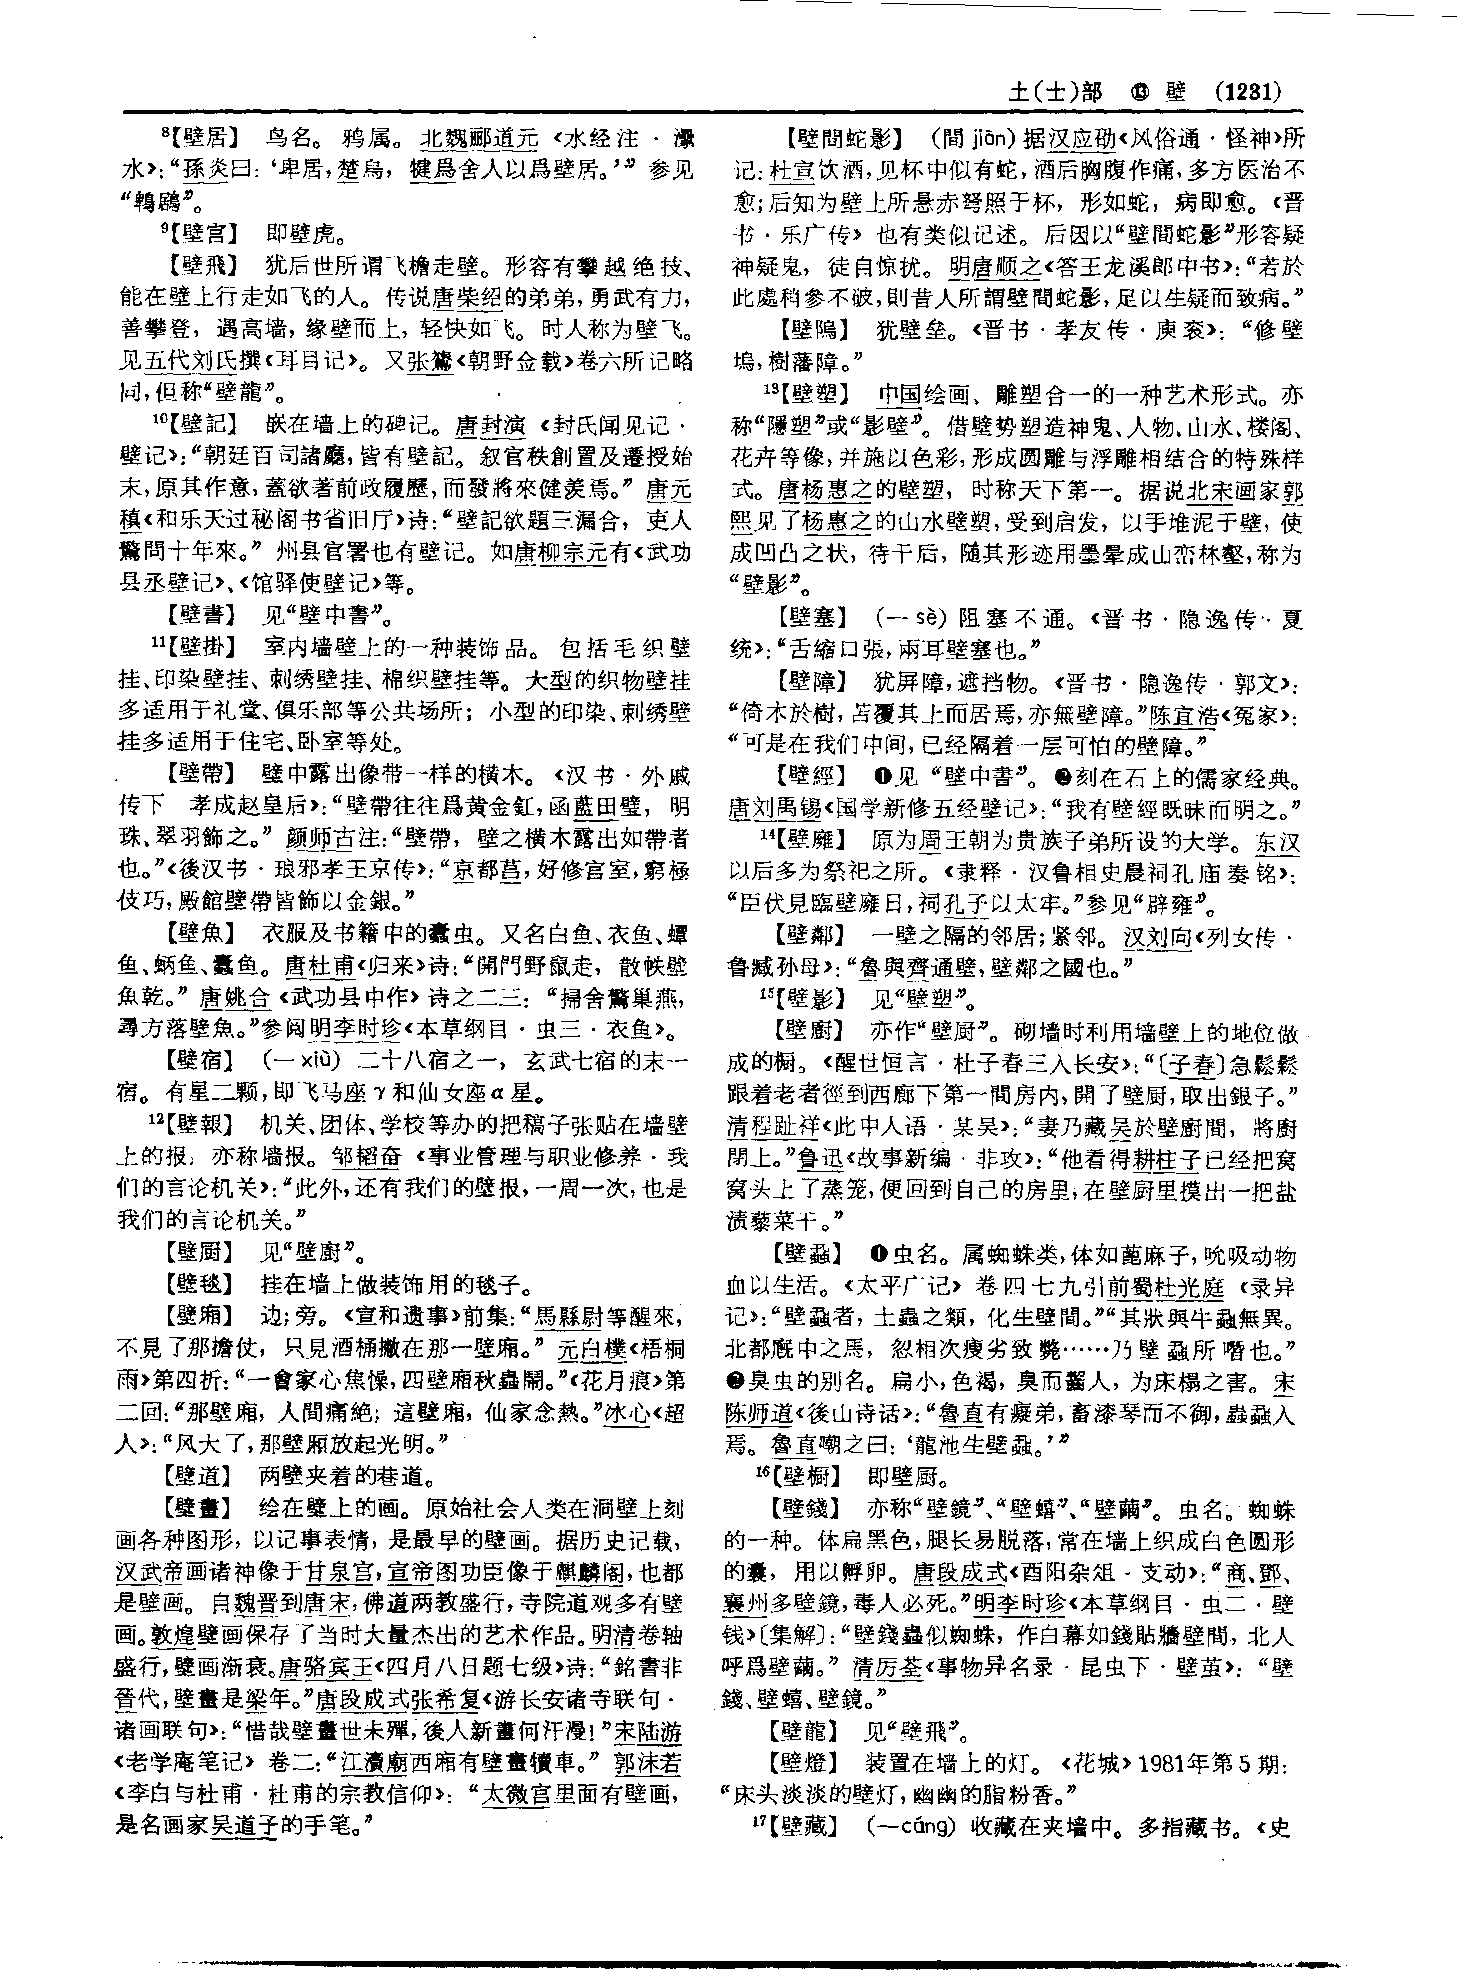 土(士)部 ⑬ 壁 (1231)
⁸【壁居】 鸟名。鸦属。北魏郦道元《水经注·㶟
水》：“孫炎曰：‘卑居，楚烏，犍爲舍人以爲壁居。’”参见
“鵯鶋”。
⁹【壁宫】 即壁虎。
【壁飛】 犹后世所谓飞檐走壁。形容有攀越绝技、
能在壁上行走如飞的人。传说唐柴绍的弟弟，勇武有力，
善攀登，遇高墙，缘壁而上，轻快如飞。时人称为壁飞。
见五代刘氏撰《耳目记》。又张鷟《朝野佥载》卷六所记略
同，但称“壁龍”。
¹⁰【壁記】 嵌在墙上的碑记。唐封演《封氏闻见记·
壁记》：“朝廷百司諸廳，皆有壁記。叙官秩創置及遷授始
末，原其作意，蓋欲著前政履歷，而發將來健羡焉。”唐元
稹《和乐天过秘阁书省旧厅》诗：“壁記欲題三漏合，吏人
驚問十年來。”州县官署也有壁记。如唐柳宗元有《武功
县丞壁记》、《馆驿使壁记》等。
【壁書】 见“壁中書”。
¹¹【壁掛】 室内墙壁上的一种装饰品。包括毛织壁
挂、印染壁挂、刺绣壁挂、棉织壁挂等。大型的织物壁挂
多适用于礼堂、俱乐部等公共场所；小型的印染、刺绣壁
挂多适用于住宅、卧室等处。
【壁帶】 壁中露出像带一样的横木。《汉书·外戚
传下 孝成赵皇后》：“壁帶往往爲黄金釭，函藍田璧，明
珠、翠羽飾之。”颜师古注：“壁帶，壁之横木露出如帶者
也。”《後汉书·琅邪孝王京传》：“京都莒，好修宫室，窮極
伎巧，殿館壁帶皆飾以金銀。”
【壁魚】 衣服及书籍中的蠹虫。又名白鱼、衣鱼、蟫
鱼、蛃鱼、蠹鱼。唐杜甫《归来》诗：“開門野鼠走，散帙壁
魚乾。”唐姚合《武功县中作》诗之二三：“掃舍驚巢燕，
尋方落壁魚。”参阅明李时珍《本草纲目·虫三·衣鱼》。
【壁宿】 (一 xiù) 二十八宿之一，玄武七宿的末一
宿。有星二颗，即飞马座γ和仙女座α星。
¹²【壁報】 机关、团体、学校等办的把稿子张贴在墙壁
上的报，亦称墙报。邹韬奋《事业管理与职业修养·我
们的言论机关》：“此外，还有我们的壁报，一周一次，也是
我们的言论机关。”
【壁厨】 见“壁廚”。
【壁毯】 挂在墙上做装饰用的毯子。
【壁厢】 边；旁。《宣和遗事》前集：“馬縣尉等醒來，
不見了那擔仗，只見酒桶撇在那一壁廂。”元白樸《梧桐
雨》第四折：“一會家心焦懆，四壁廂秋蟲鬧。”《花月痕》第
二回：“那壁廂，人間痛絶；這壁廂，仙家念熱。”冰心《超
人》：“风大了，那壁厢放起光明。”
【壁道】 两壁夹着的巷道。
【壁畫】 绘在壁上的画。原始社会人类在洞壁上刻
画各种图形，以记事表情，是最早的壁画。据历史记载，
汉武帝画诸神像于甘泉宫，宣帝图功臣像于麒麟阁，也都
是壁画。自魏晋到唐宋，佛道两教盛行，寺院道观多有壁
画。敦煌壁画保存了当时大量杰出的艺术作品。明清卷轴
盛行，壁画渐衰。唐骆宾王《四月八日题七级》诗：“銘書非
晉代，壁畫是梁年。”唐段成式张希复《游长安诸寺联句·
诸画联句》：“惜哉壁畫世未殫，後人新畫何汗漫！”宋陆游
《老学庵笔记》卷二：“江瀆廟西廂有壁畫犢車。”郭沫若
《李白与杜甫·杜甫的宗教信仰》：“太微宫里面有壁画，
是名画家吴道子的手笔。”
【壁間蛇影】 (間 jiān) 据汉应劭《风俗通·怪神》所
记：杜宣饮酒，见杯中似有蛇，酒后胸腹作痛，多方医治不
愈；后知为壁上所悬赤弩照于杯，形如蛇，病即愈。《晋
书·乐广传》也有类似记述。后因以“壁間蛇影”形容疑
神疑鬼，徒自惊扰。明唐顺之《答王龙溪郎中书》：“若於
此處稍參不破，則昔人所謂壁間蛇影，足以生疑而致病。”
【壁隖】 犹壁垒。《晋书·孝友传·庾衮》：“修壁
塢，樹藩障。”
¹³【壁塑】 中国绘画、雕塑合一的一种艺术形式。亦
称“隱塑”或“影壁”。借壁势塑造神鬼、人物、山水、楼阁、
花卉等像，并施以色彩，形成圆雕与浮雕相结合的特殊样
式。唐杨惠之的壁塑，时称天下第一。据说北宋画家郭
熙见了杨惠之的山水壁塑，受到启发，以手堆泥于壁，使
成凹凸之状，待干后，随其形迹用墨晕成山峦林壑，称为
“壁影”。
【壁塞】 (一 sè) 阻塞不通。《晋书·隐逸传·夏
统》：“舌縮口張，兩耳壁塞也。”
【壁障】 犹屏障，遮挡物。《晋书·隐逸传·郭文》：
“倚木於樹，苫覆其上而居焉，亦無壁障。”陈宜浩《冤家》：
“可是在我们中间，已经隔着一层可怕的壁障。”
【壁經】 ❶见“壁中書”。❷刻在石上的儒家经典。
唐刘禹锡《国学新修五经壁记》：“我有壁經既昧而明之。”
¹⁴【壁廱】 原为周王朝为贵族子弟所设的大学。东汉
以后多为祭祀之所。《隶释·汉鲁相史晨祠孔庙奏铭》：
“臣伏見臨壁廱日，祠孔子以太牢。”参见“辟雍”。
【壁鄰】 一壁之隔的邻居；紧邻。汉刘向《列女传·
鲁臧孙母》：“魯與齊通壁，壁鄰之國也。”
¹⁵【壁影】 见“壁塑”。
【壁廚】 亦作“壁厨”。砌墙时利用墙壁上的地位做
成的橱。《醒世恒言·杜子春三入长安》：“〔子春〕急鬆鬆
跟着老者徑到西廊下第一間房内，開了壁厨，取出銀子。”
清程趾祥《此中人语·某吴》：“妻乃藏吴於壁廚間，將廚
閉上。”鲁迅《故事新编·非攻》：“他看得耕柱子已经把窝
窝头上了蒸笼，便回到自己的房里，在壁厨里摸出一把盐
渍藜菜干。”
【壁蝨】 ❶虫名。属蜘蛛类，体如蓖麻子，吮吸动物
血以生活。《太平广记》卷四七九引前蜀杜光庭《录异
记》：“壁蝨者，土蟲之類，化生壁間。”“其狀與牛蝨無異。
北都廐中之馬，忽相次瘦劣致斃……乃壁蝨所嘬也。”
❷臭虫的别名。扁小，色褐，臭而齧人，为床榻之害。宋
陈师道《後山诗话》：“魯直有癡弟，畜漆琴而不御，蟲蝨入
焉。魯直嘲之曰：‘龍池生壁蝨。’”
¹⁶【壁橱】 即壁厨。
【壁錢】 亦称“壁鏡”、“壁蟢”、“壁繭”。虫名。蜘蛛
的一种。体扁黑色，腿长易脱落，常在墙上织成白色圆形
的囊，用以孵卵。唐段成式《酉阳杂俎·支动》：“商、鄧、
襄州多壁鏡，毒人必死。”明李时珍《本草纲目·虫二·壁
钱》〔集解〕：“壁錢蟲似蜘蛛，作白幕如錢貼牆壁間，北人
呼爲壁繭。”清厉荃《事物异名录·昆虫下·壁茧》：“壁
錢、壁蟢、壁鏡。”
【壁龍】 见“壁飛”。
【壁燈】 装置在墙上的灯。《花城》1981年第5期：
“床头淡淡的壁灯，幽幽的脂粉香。”
¹⁷【壁藏】 (—cáng) 收藏在夹墙中。多指藏书。《史